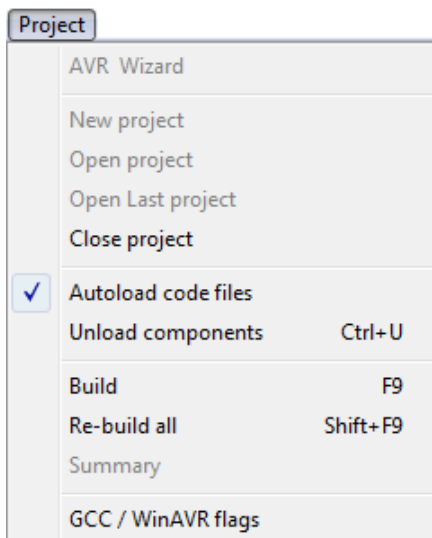 Project
AVR Wizard
New project
Open project
Open Last project
Close project
Autoload code files
Unload components Ctrl+U
Build F9
Re-build all Shift+F9
Summary
GCC / WinAVR flags